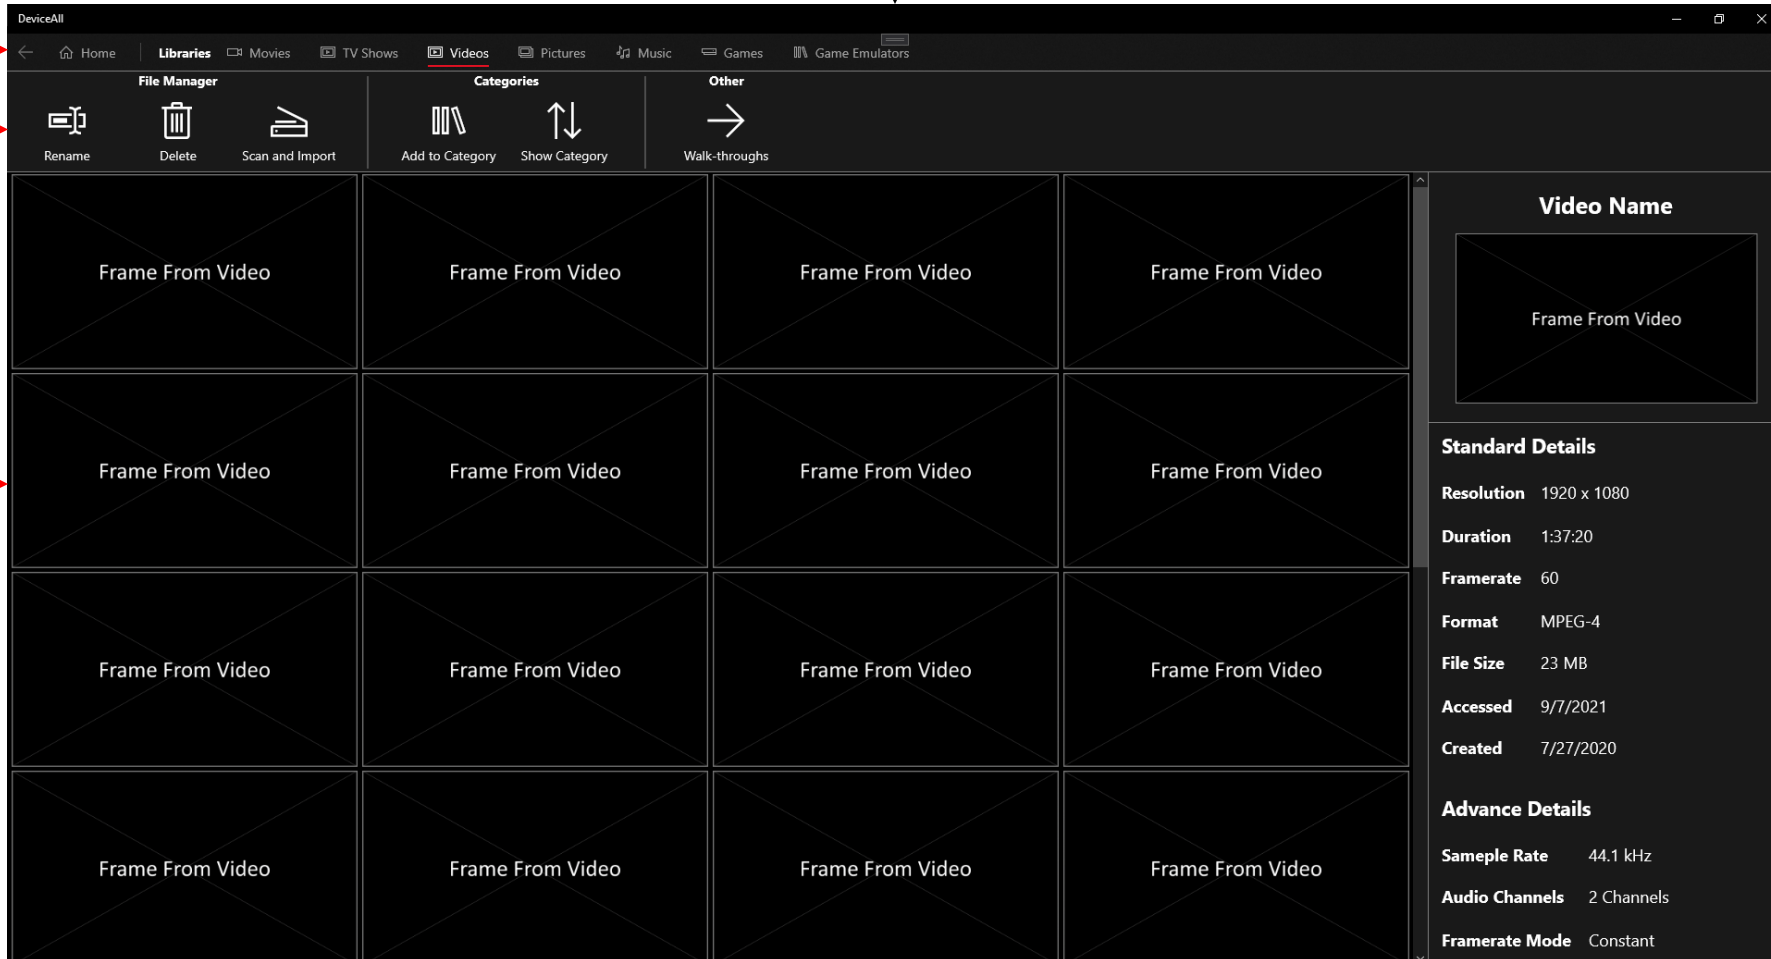 DeviceAll
Home Libraries Movies TV Shows Videos Pictures Music Games Game Emulators
File Manager Categories Other
Rename Delete Scan and Import Add to Category Show Category Walk-throughs
Frame From Video Frame From Video Frame From Video Frame From Video
Frame From Video Frame From Video Frame From Video Frame From Video
Frame From Video Frame From Video Frame From Video Frame From Video
Frame From Video Frame From Video Frame From Video Frame From Video
Video Name
Frame From Video
Standard Details
Resolution 1920 x 1080
Duration 1:37:20
Framerate 60
Format MPEG-4
File Size 23 MB
Accessed 9/7/2021
Created 7/27/2020
Advance Details
Sameple Rate 44.1 kHz
Audio Channels 2 Channels
Framerate Mode Constant